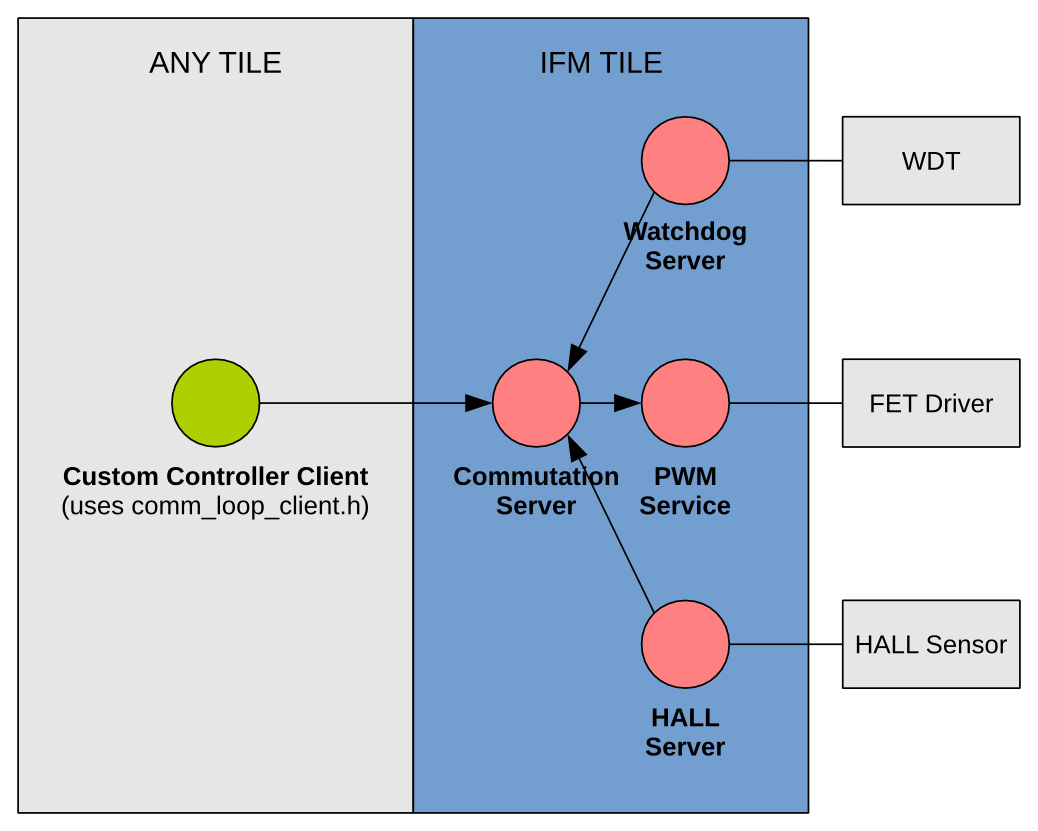 ANY TILE
IFM TILE
WDT
Watchdog
Server
FET Driver
Custom Controller Client
(uses comm_loop_client.h)
Commutation
Server
PWM
Service
HALL Sensor
HALL
Server